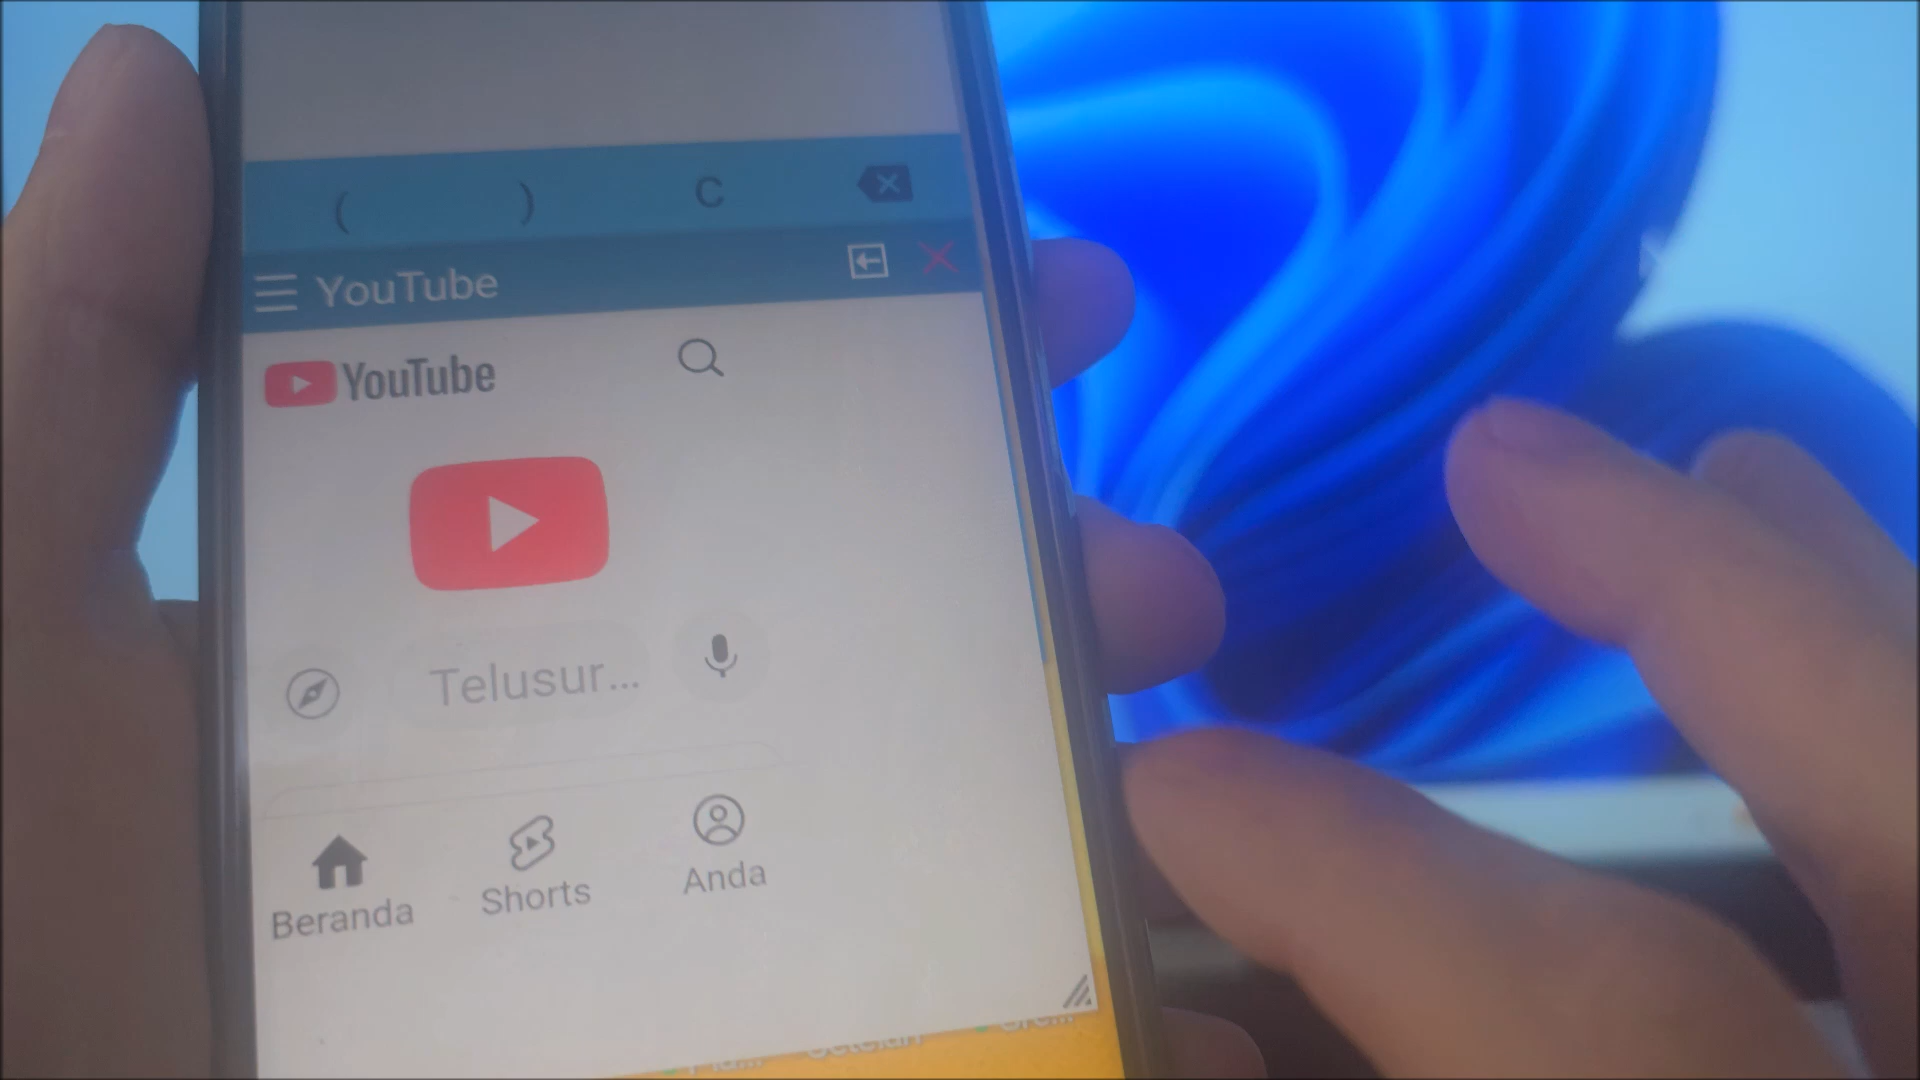 ( ) C
YouTube
YouTube
Telusur...
Beranda Shorts Anda